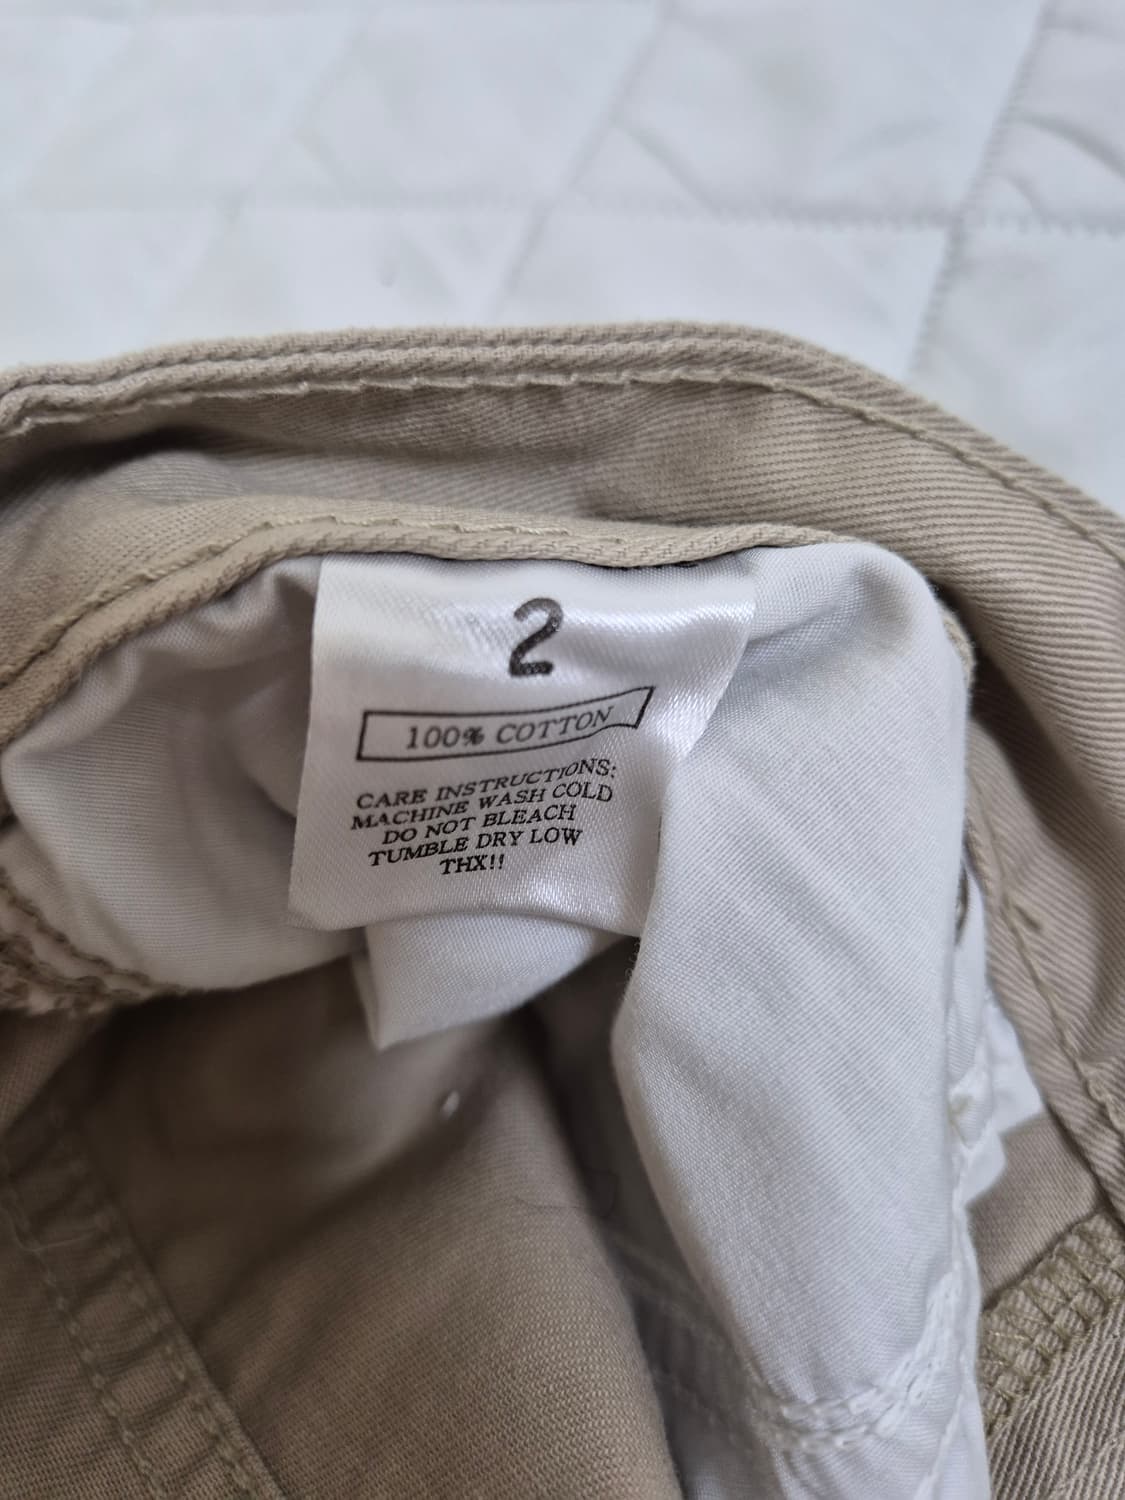 2
100% COTTON
CARE INSTRUCTIONS:
MACHINE WASH COLD
DO NOT BLEACH
TUMBLE DRY LOW
THX!!